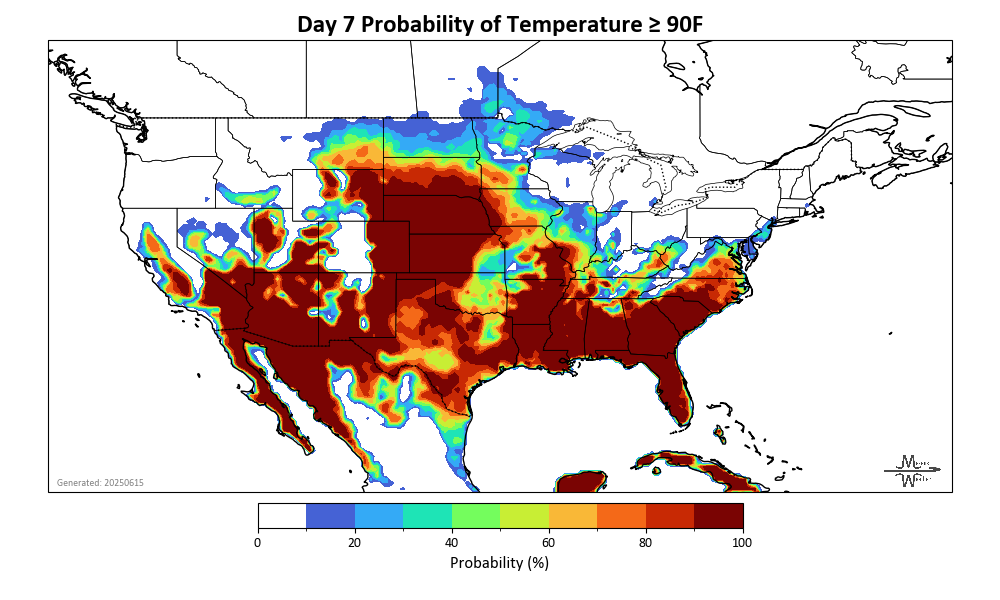 Day 7 Probability of Temperature ≥ 90F
Generated: 20250615
0 20 40 60 80 100
Probability (%)